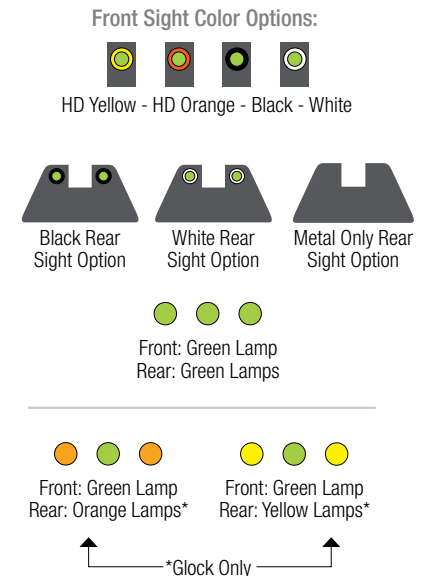 Front Sight Color Options:
HD Yellow - HD Orange - Black - White
Black Rear
Sight Option
White Rear
Sight Option
Metal Only Rear
Sight Option
Front: Green Lamp
Rear: Green Lamps
Front: Green Lamp
Rear: Orange Lamps*
Front: Green Lamp
Rear: Yellow Lamps*
*Glock Only